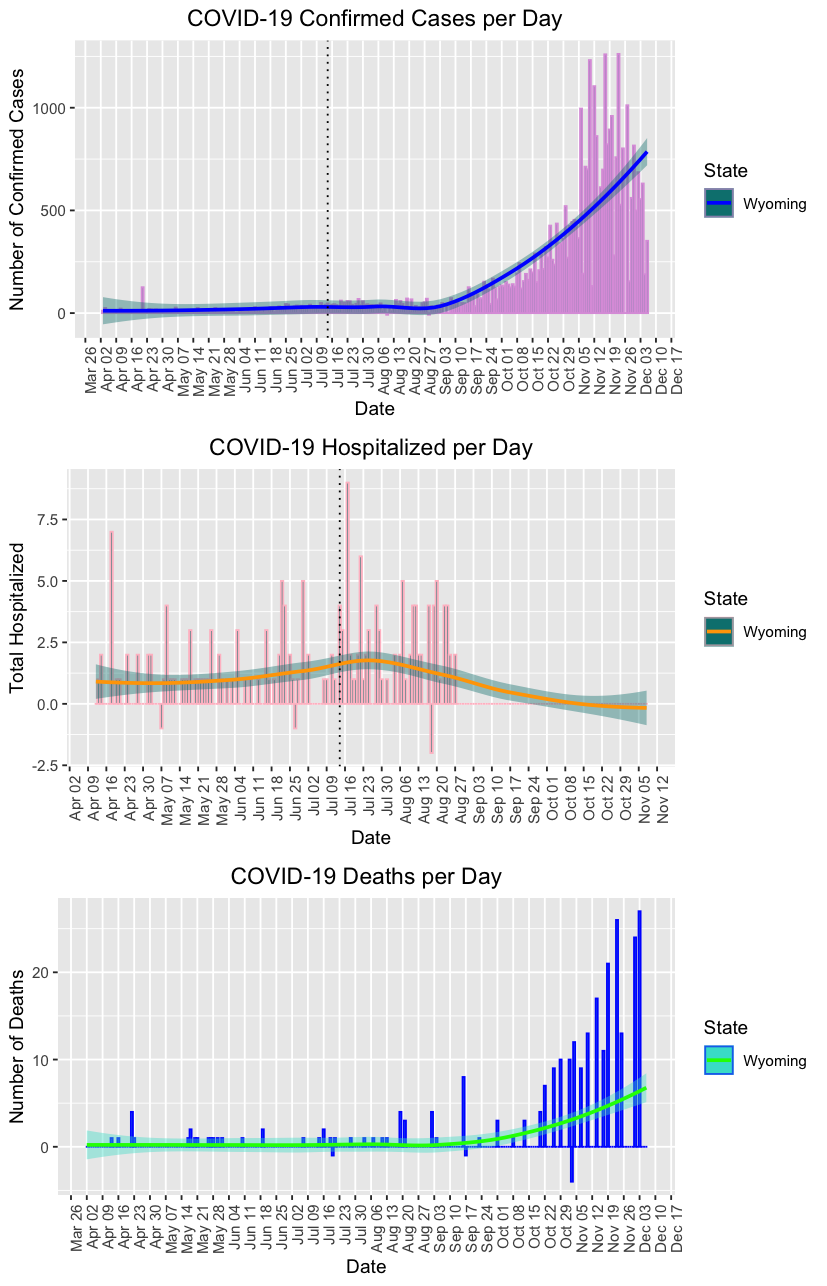 COVID-19 Confirmed Cases per Day
Number of Confirmed Cases
1000
500
0
Mar 26
Apr 02
Apr 09
Apr 16
Apr 23
Apr 30
May 07
May 14
May 21
May 28
Jun 04
Jun 11
Jun 18
Jun 25
Jul 02
Jul 09
Jul 16
Jul 23
Jul 30
Aug 06
Aug 13
Aug 20
Aug 27
Sep 03
Sep 10
Sep 17
Sep 24
Oct 01
Oct 08
Oct 15
Oct 22
Oct 29
Nov 05
Nov 12
Nov 19
Nov 26
Dec 03
Dec 10
Dec 17
Date
State
Wyoming
COVID-19 Hospitalized per Day
Total Hospitalized
7.5
5.0
2.5
0.0
-2.5
Apr 02
Apr 09
Apr 16
Apr 23
Apr 30
May 07
May 14
May 21
May 28
Jun 04
Jun 11
Jun 18
Jun 25
Jul 02
Jul 09
Jul 16
Jul 23
Jul 30
Aug 06
Aug 13
Aug 20
Aug 27
Sep 03
Sep 10
Sep 17
Sep 24
Oct 01
Oct 08
Oct 15
Oct 22
Oct 29
Nov 05
Nov 12
Date
State
Wyoming
COVID-19 Deaths per Day
Number of Deaths
20
10
0
Mar 26
Apr 02
Apr 09
Apr 16
Apr 23
Apr 30
May 07
May 14
May 21
May 28
Jun 04
Jun 11
Jun 18
Jun 25
Jul 02
Jul 09
Jul 16
Jul 23
Jul 30
Aug 06
Aug 13
Aug 20
Aug 27
Sep 03
Sep 10
Sep 17
Sep 24
Oct 01
Oct 08
Oct 15
Oct 22
Oct 29
Nov 05
Nov 12
Nov 19
Nov 26
Dec 03
Dec 10
Dec 17
Date
State
Wyoming